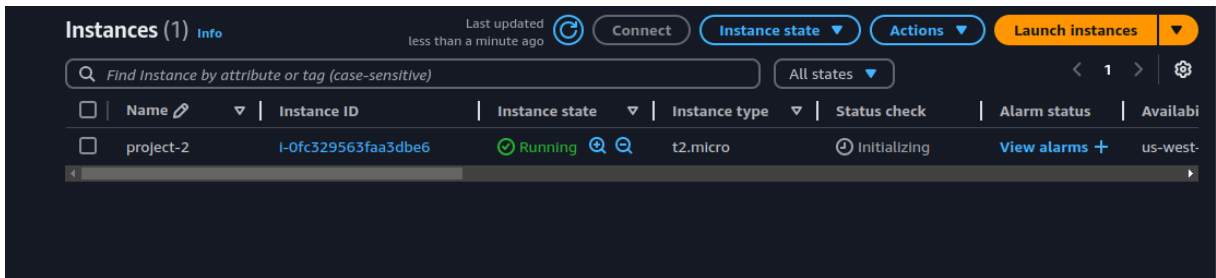 Instances (1) Info
Last updated
less than a minute ago
Connect
Instance state
Actions
Launch instances
Find Instance by attribute or tag (case-sensitive)
All states
1
Name Instance ID Instance state Instance type Status check Alarm status Availabi
project-2 i-0fc329563faa3dbe6 Running t2.micro Initializing View alarms + us-west-